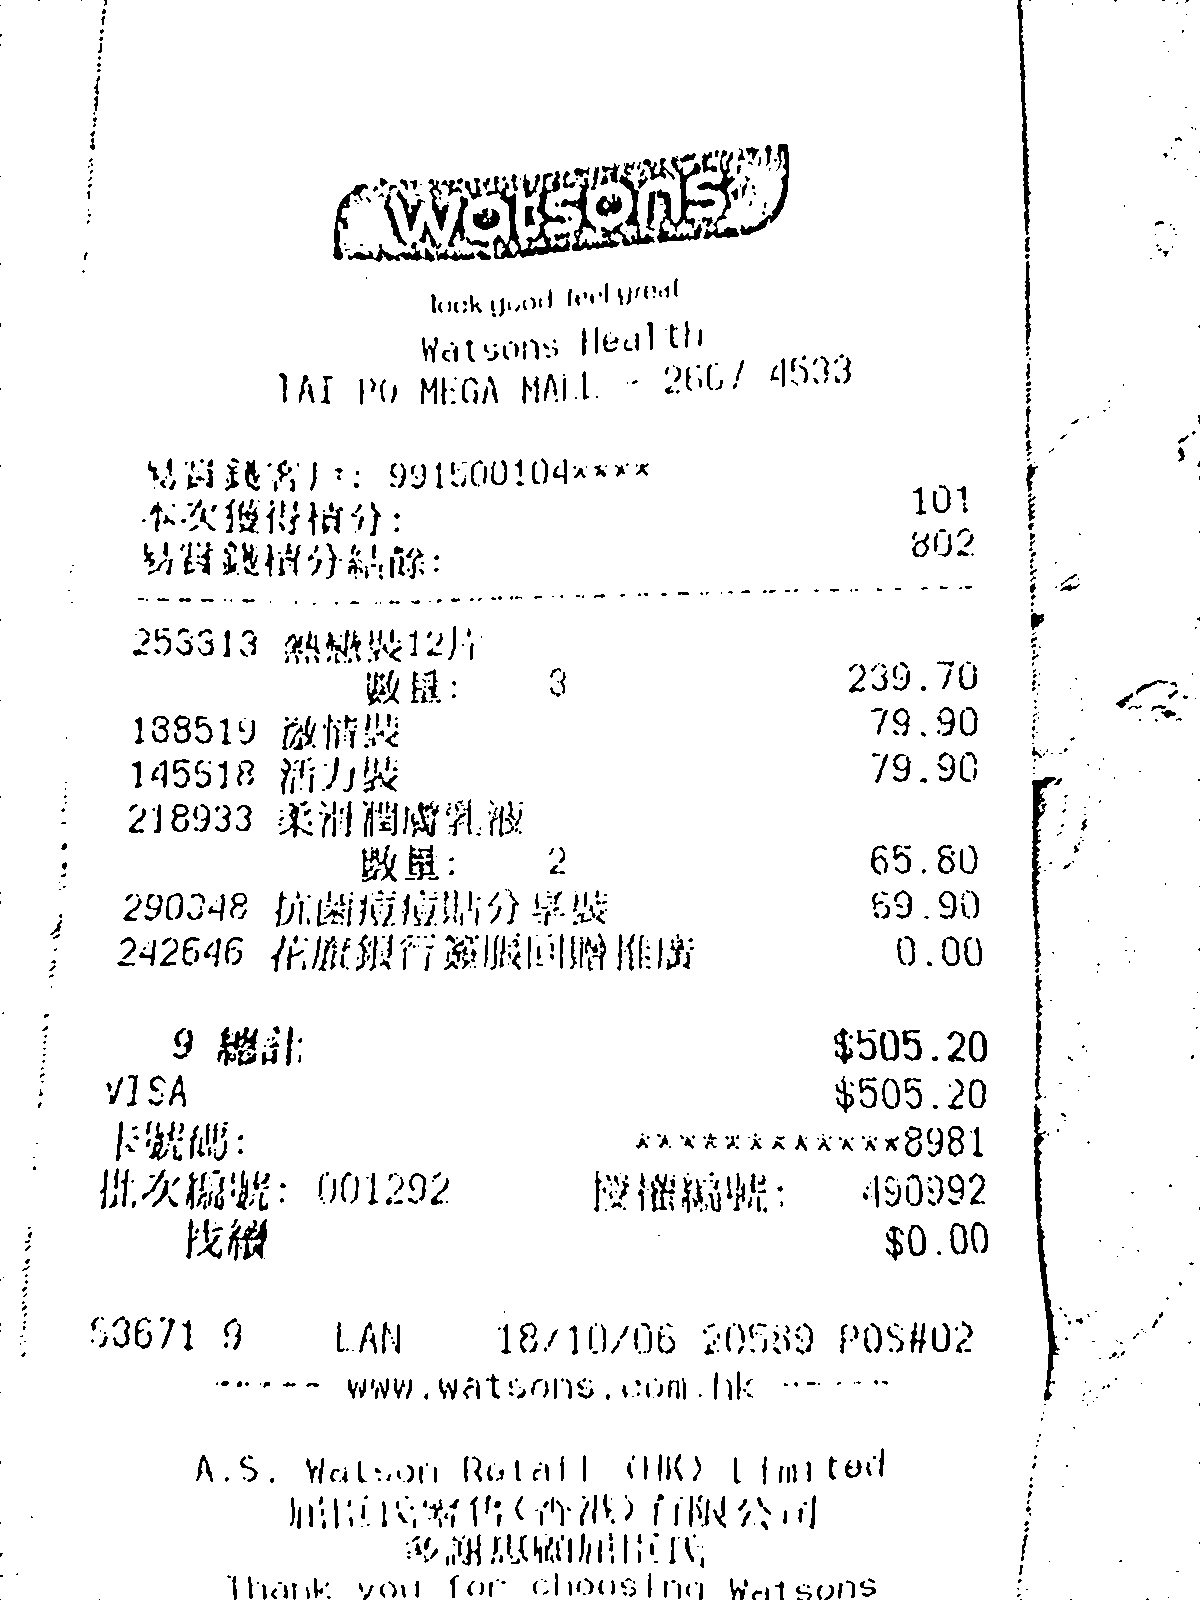 watsons
look good feel great
Watsons Health
TAI PO MEGA MALL - 2667 4533
易賞錢客戶: 991500104****
本次獲得積分: 101
易賞錢積分結餘: 802
253313 熱戀裝12片
數量: 3 239.70
188519 激情裝 79.90
145618 活力裝 79.90
218933 柔滑潤膚乳液
數量: 2 65.80
290348 抗菌痘痘貼分享裝 69.90
242646 花旗銀行簽賬回贈推廣 0.00
9 總計 $505.20
VISA $505.20
卡號碼: ************8981
批次編號: 001292 授權編號: 490992
找續 $0.00
53671 9 LAN 18/10/06 20589 POS#02
----- www.watsons.com.hk -----
A.S. Watson Retail (HK) Limited
屈臣氏零售(香港)有限公司
多謝惠顧屈臣氏
Thank you for choosing Watsons